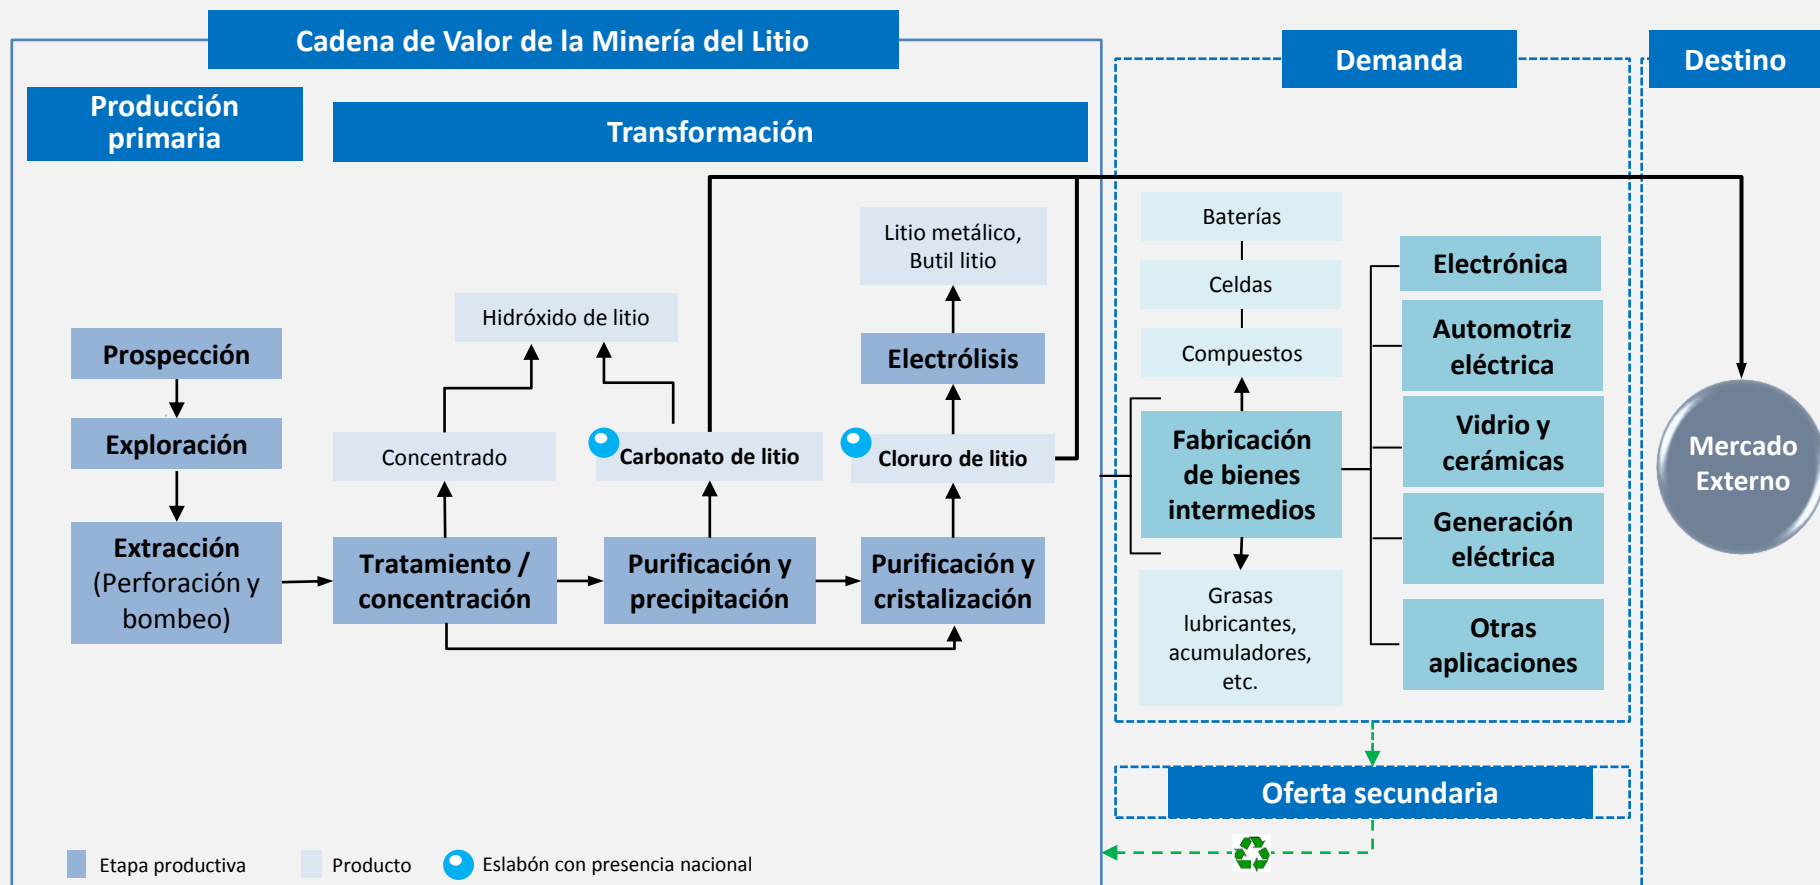 Cadena de Valor de la Minería del Litio
Demanda
Destino
Producción
primaria
Transformación
Prospección
Exploración
Extracción
(Perforación y
bombeo)
Hidróxido de litio
Concentrado
Tratamiento /
concentración
Carbonato de litio
Purificación y
precipitación
Litio metálico,
Butil litio
Electrólisis
Cloruro de litio
Purificación y
cristalización
Baterías
Celdas
Compuestos
Fabricación
de bienes
intermedios
Grasas
lubricantes,
acumuladores,
etc.
Electrónica
Automotriz
eléctrica
Vidrio y
cerámicas
Generación
eléctrica
Otras
aplicaciones
Mercado
Externo
Oferta secundaria
Etapa productiva
Producto
Eslabón con presencia nacional